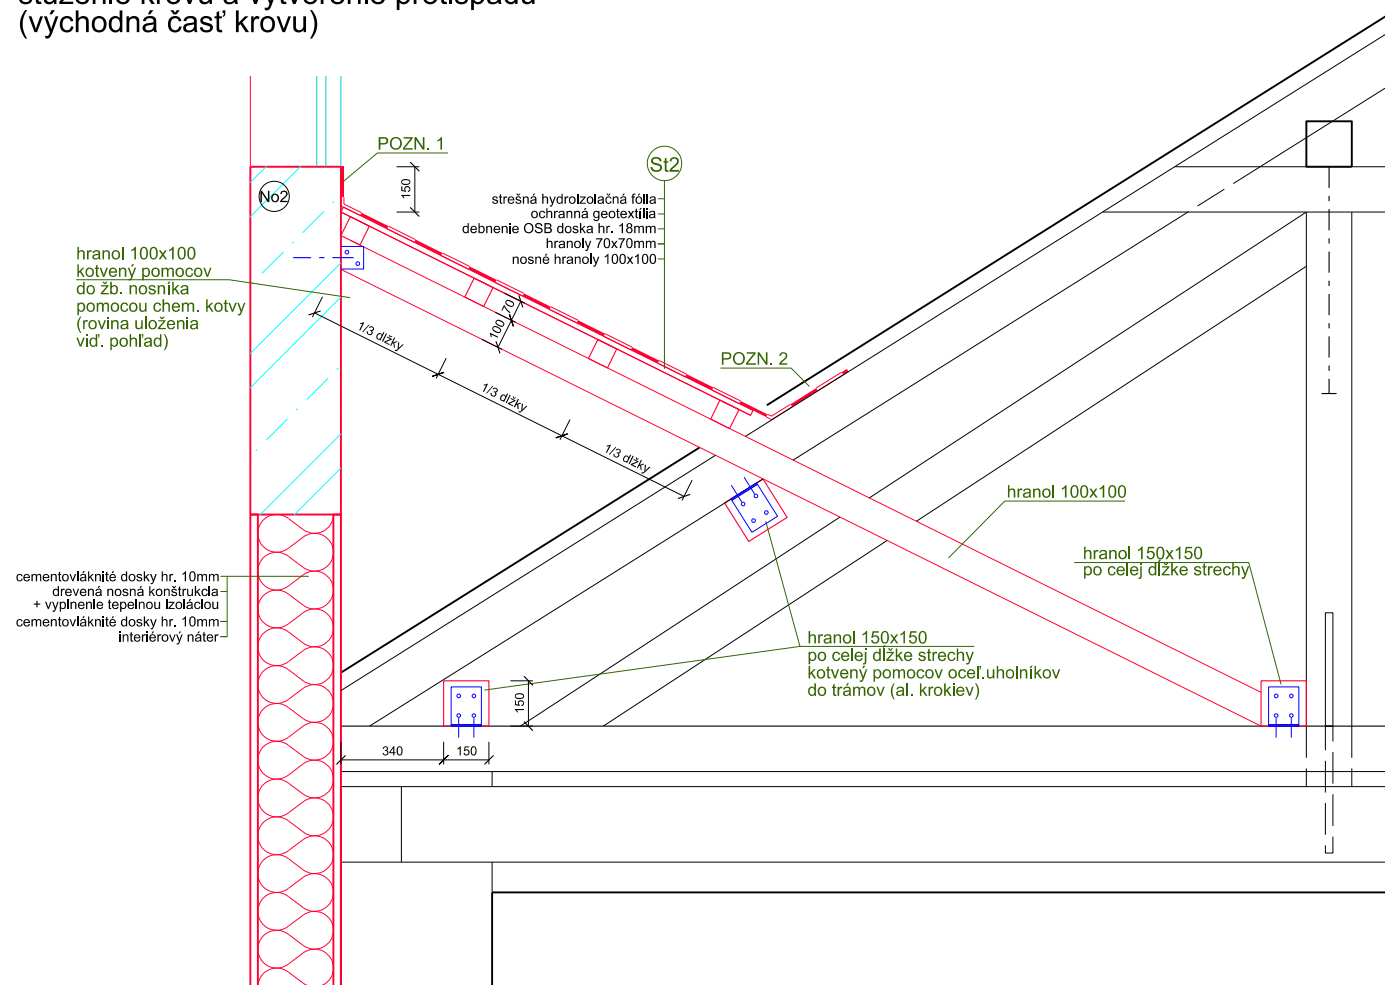 stuženie krovu a vytvorenie protispádu
(východná časť krovu)
POZN. 1
150
No2
St2
strešná hydroizolačná fólia
ochranná geotextília
debnenie OSB doska hr. 18mm
hranoly 70x70mm
nosné hranoly 100x100
hranol 100x100
kotvený pomocov
do žb. nosníka
pomocou chem. kotvy
(rovina uloženia
viď. pohľad)
70
100
1/3 dĺžky
1/3 dĺžky
1/3 dĺžky
POZN. 2
hranol 100x100
hranol 150x150
po celej dĺžke strechy
cementovláknité dosky hr. 10mm
drevená nosná konštrukcia
+ vyplnenie tepelnou izoláciou
cementovláknité dosky hr. 10mm
interiérový náter
hranol 150x150
po celej dĺžke strechy
kotvený pomocov oceľ.uholníkov
do trámov (al. krokiev)
150
340
150